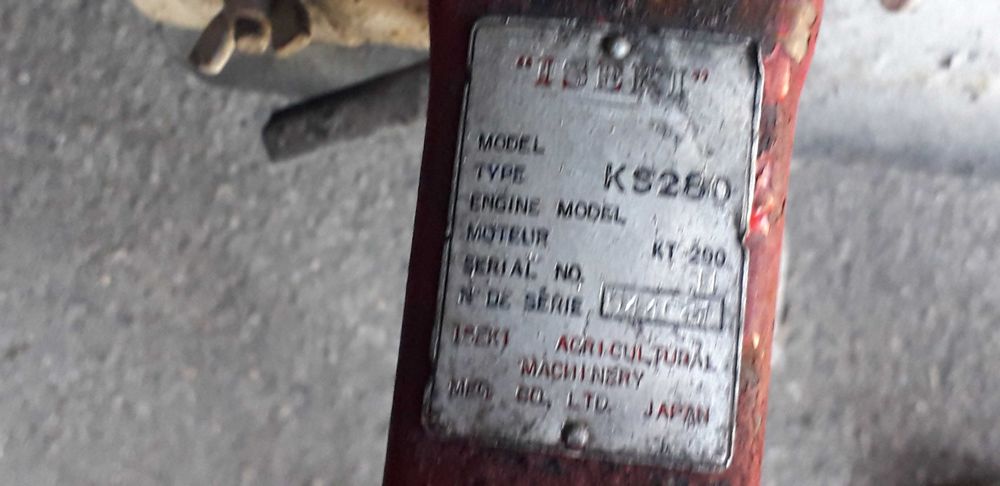 "ISEKI"
MODEL
TYPE KS280
ENGINE MODEL
MOTEUR KT 290
SERIAL NO.
N° DE SÉRIE
ISEKI AGRICULTURAL
MACHINERY
MFG. CO., LTD. JAPAN